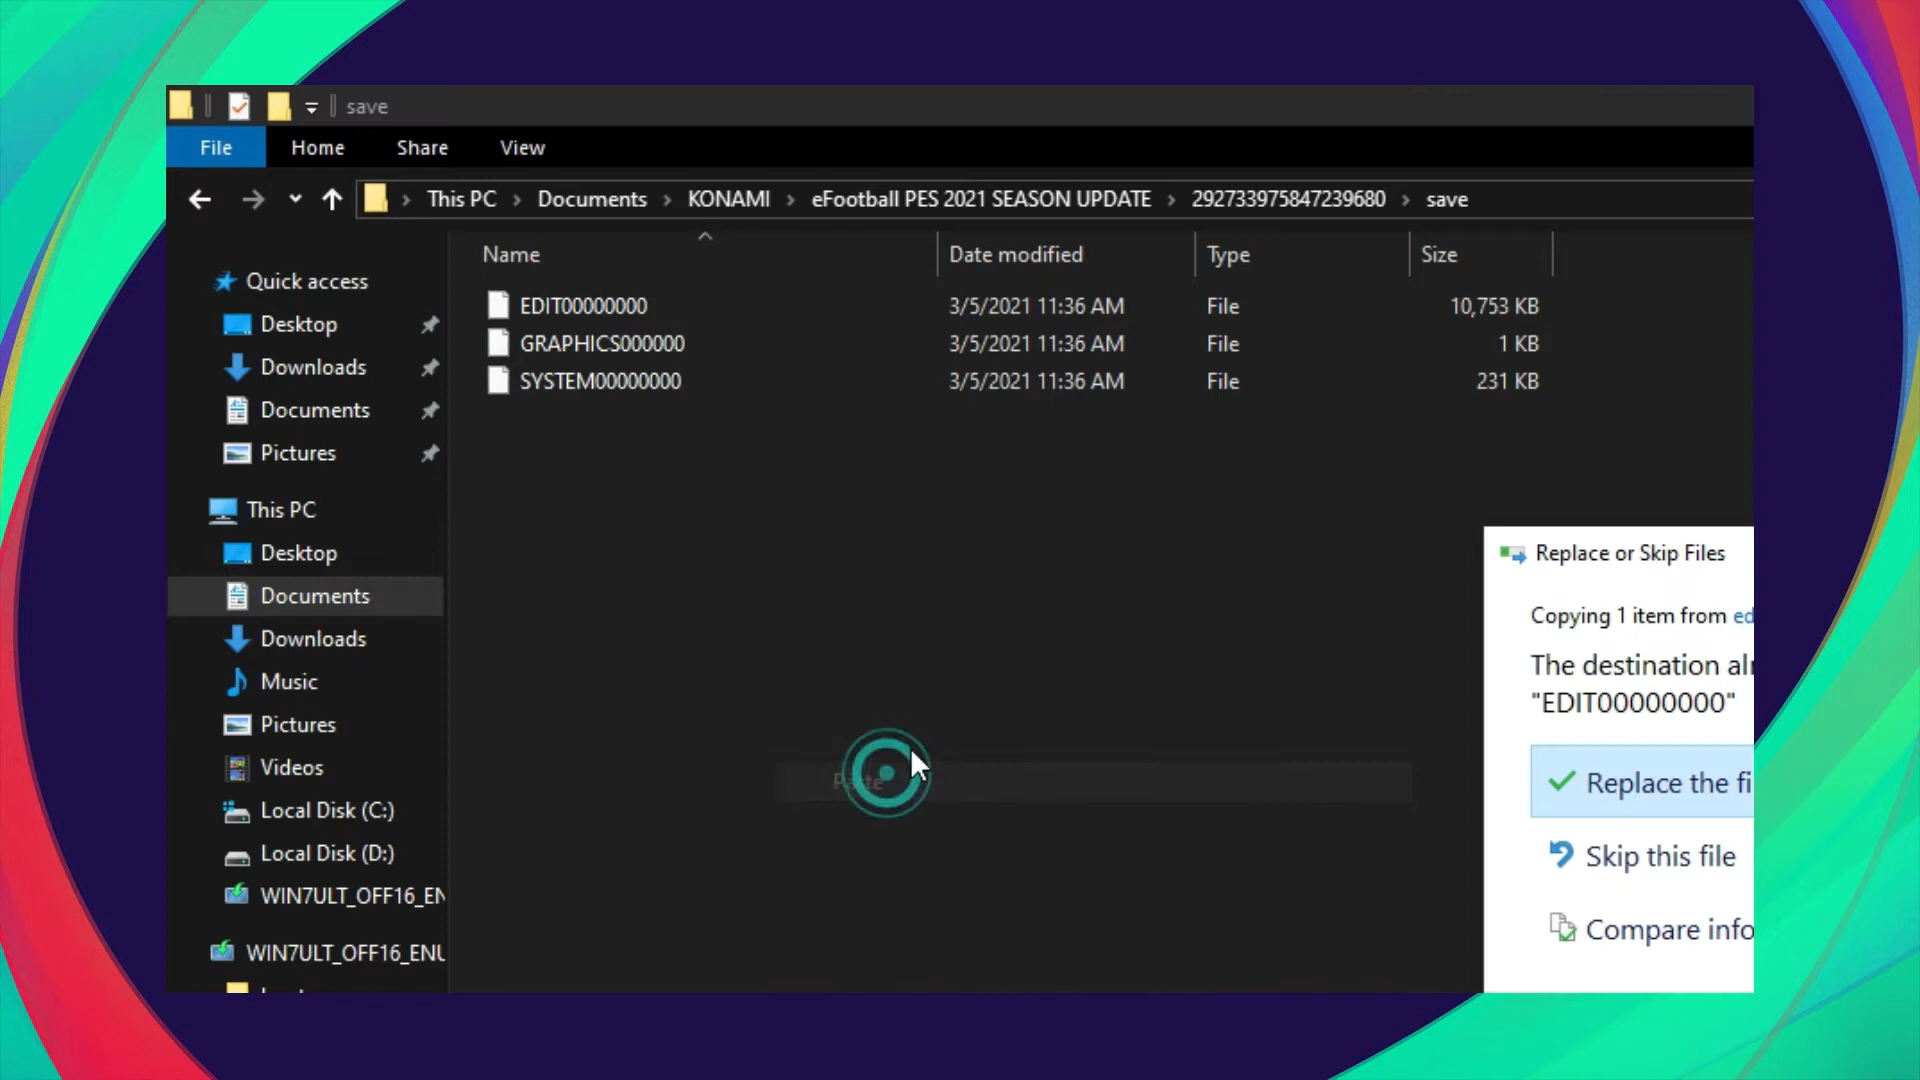 save
File Home Share View
This PC Documents KONAMI eFootball PES 2021 SEASON UPDATE 292733975847239680 save
Name Date modified Type Size
EDIT00000000 3/5/2021 11:36 AM File 10,753 KB
GRAPHICS000000 3/5/2021 11:36 AM File 1 KB
SYSTEM00000000 3/5/2021 11:36 AM File 231 KB
Quick access
Desktop
Downloads
Documents
Pictures
This PC
Desktop
Documents
Downloads
Music
Pictures
Videos
Local Disk (C:)
Local Disk (D:)
WIN7ULT_OFF16_EN
WIN7ULT_OFF16_ENU
Paste
Replace or Skip Files
Copying 1 item from ed
The destination al
"EDIT00000000"
Replace the fi
Skip this file
Compare info